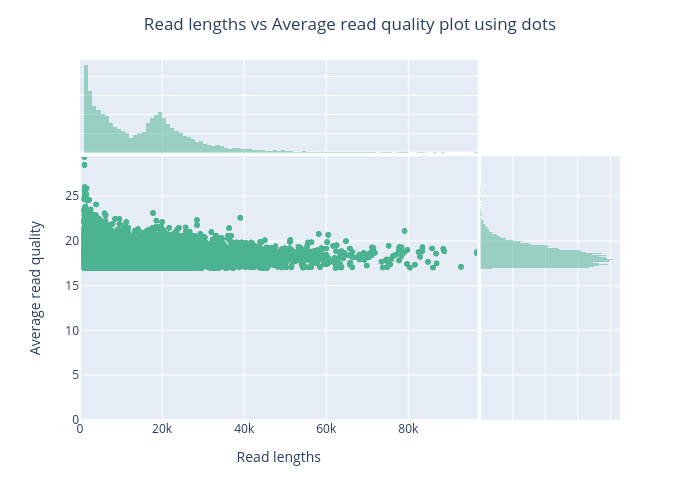 Read lengths vs Average read quality plot using dots
25
20
15
10
5
0
Average read quality
0 20k 40k 60k 80k
Read lengths